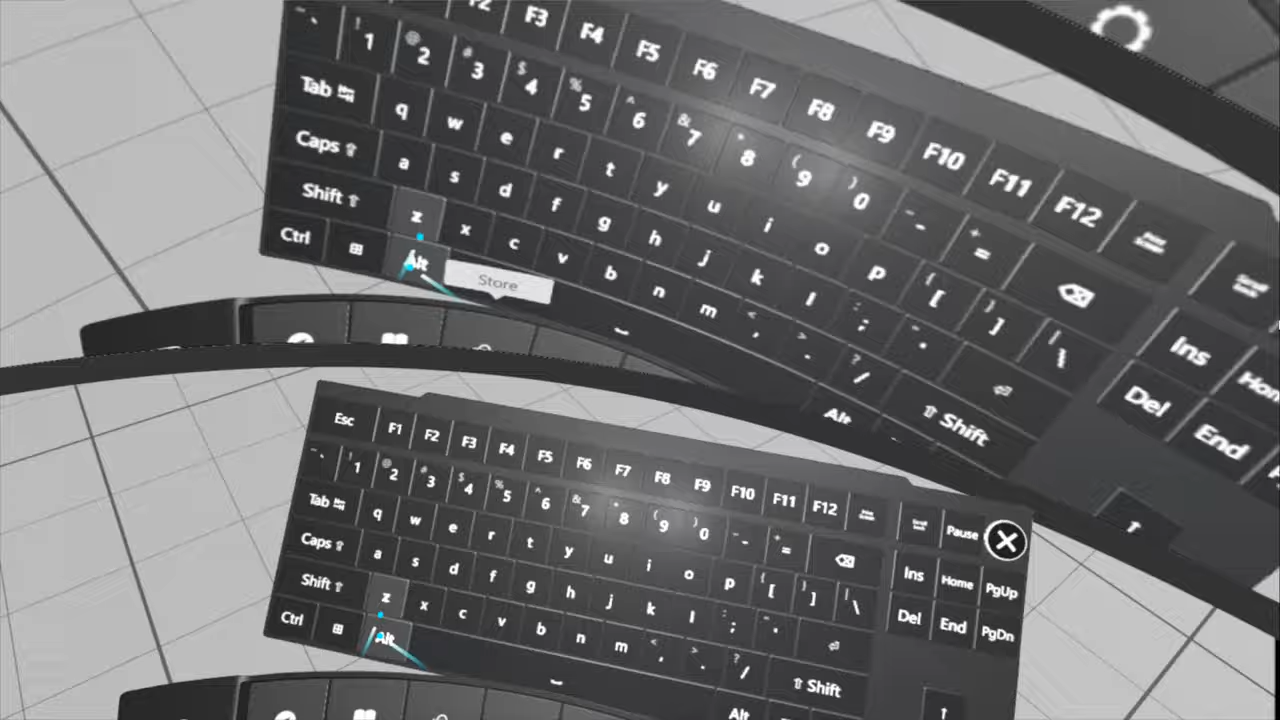 F2 F3 F4 F5 F6 F7 F8 F9 F10 F11 F12
~ ` ! 1 @ 2 # 3 $ 4 % 5 ^ 6 & 7 * 8 ( 9 ) 0 _ - + =
Tab q w e r t y u i o p { [ } ] | \ Ins
Caps a s d f g h j k l : ; " ' Del End
Shift z x c v b n m < , > . ? / Shift
Ctrl Alt Alt
Store
Esc F1 F2 F3 F4 F5 F6 F7 F8 F9 F10 F11 F12 Pause
~ ` ! 1 @ 2 # 3 $ 4 % 5 ^ 6 & 7 * 8 ( 9 ) 0 _ - + = Ins Home PgUp
Tab q w e r t y u i o p { [ } ] | \ Del End PgDn
Caps a s d f g h j k l : ; " '
Shift z x c v b n m < , > . ? / Shift
Ctrl Alt Alt